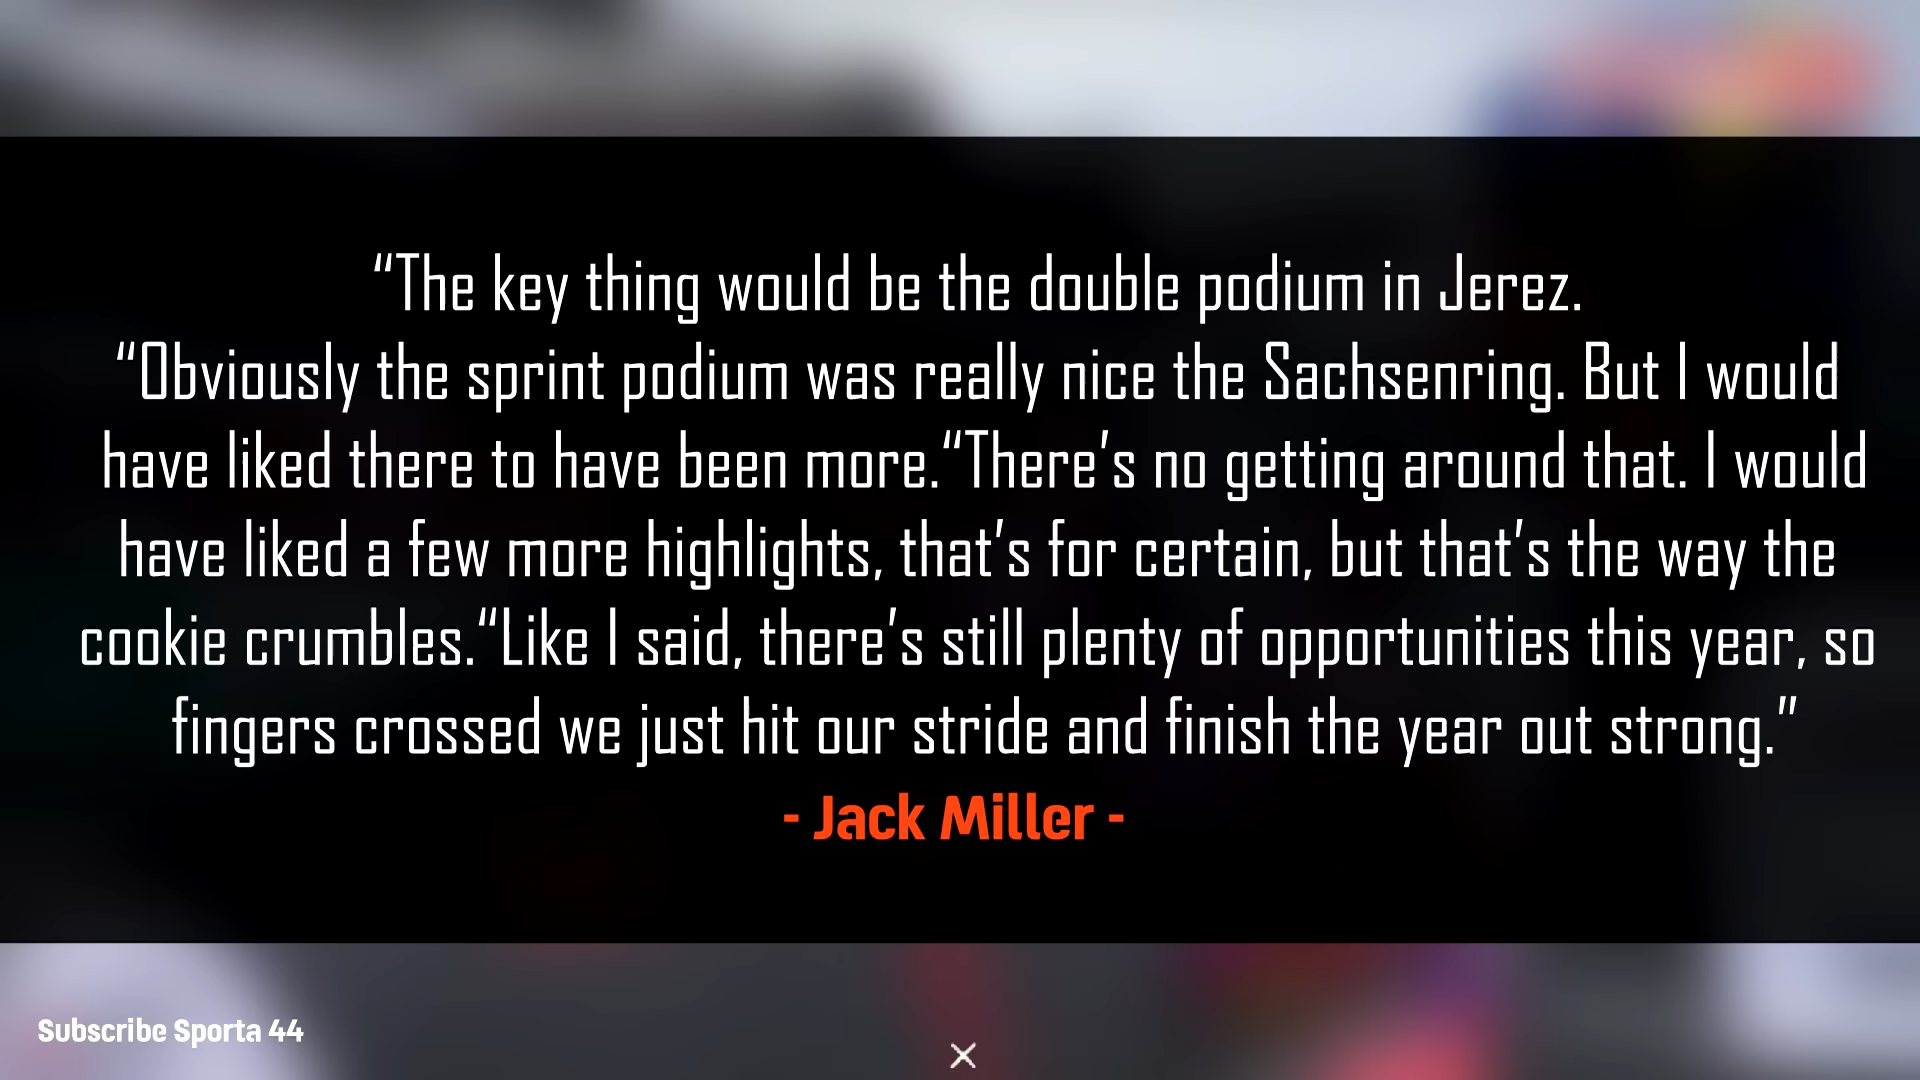 “The key thing would be the double podium in Jerez.
“Obviously the sprint podium was really nice the Sachsenring. But I would
have liked there to have been more.“There’s no getting around that. I would
have liked a few more highlights, that’s for certain, but that’s the way the
cookie crumbles.“Like I said, there’s still plenty of opportunities this year, so
fingers crossed we just hit our stride and finish the year out strong.”
- Jack Miller -
Subscribe Sporta 44